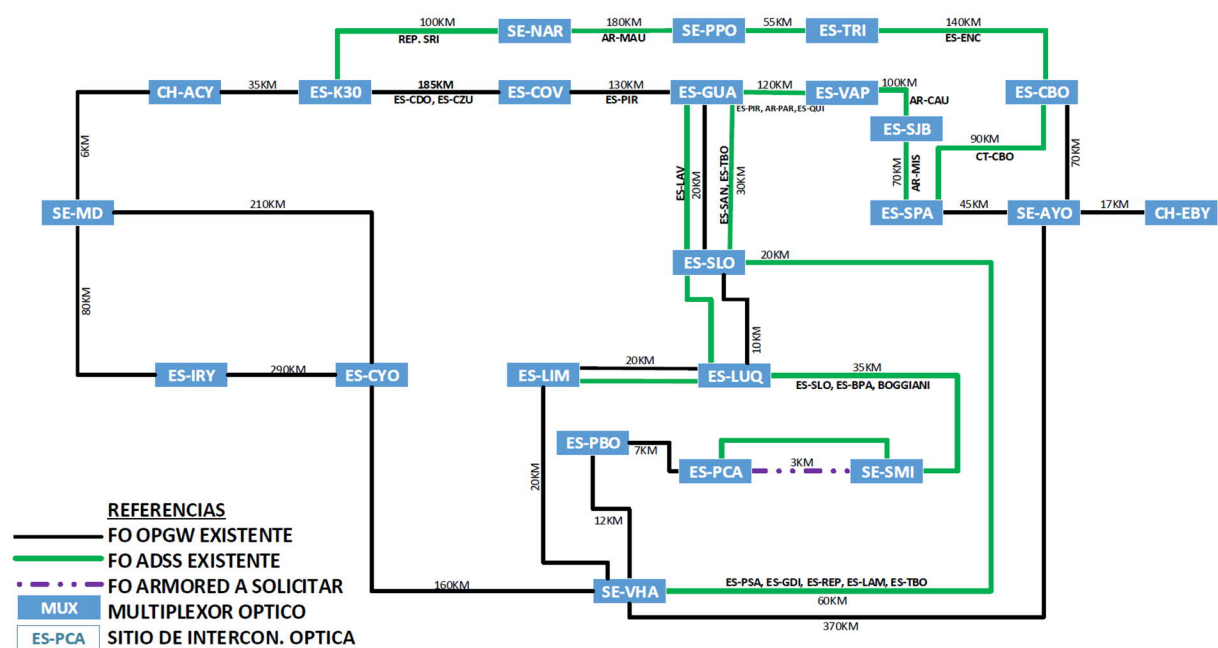 100KM
REP. SRI
SE-NAR
180KM
AR-MAU
SE-PPO
55KM
ES-TRI
140KM
ES-ENC
CH-ACY
35KM
ES-K30
185KM
ES-CDO, ES-CZU
ES-COV
130KM
ES-PIR
ES-GUA
120KM
ES-PIR, AR-PAR, ES-QUI
ES-VAP
100KM
AR-CAU
ES-CBO
ES-SJB
90KM
CT-CBO
6KM
ES-LAV
20KM
ES-SAN, ES-TBO
30KM
70KM
AR-MIS
70KM
SE-MD
210KM
ES-SPA
45KM
SE-AYO
17KM
CH-EBY
ES-SLO
20KM
80KM
10KM
ES-IRY
290KM
ES-CYO
ES-LIM
20KM
ES-LUQ
35KM
ES-SLO, ES-BPA, BOGGIANI
ES-PBO
7KM
ES-PCA
3KM
SE-SMI
20KM
12KM
REFERENCIAS
FO OPGW EXISTENTE
FO ADSS EXISTENTE
FO ARMORED A SOLICITAR
MUX MULTIPLEXOR OPTICO
ES-PCA SITIO DE INTERCON. OPTICA
160KM
SE-VHA
ES-PSA, ES-GDI, ES-REP, ES-LAM, ES-TBO
60KM
370KM